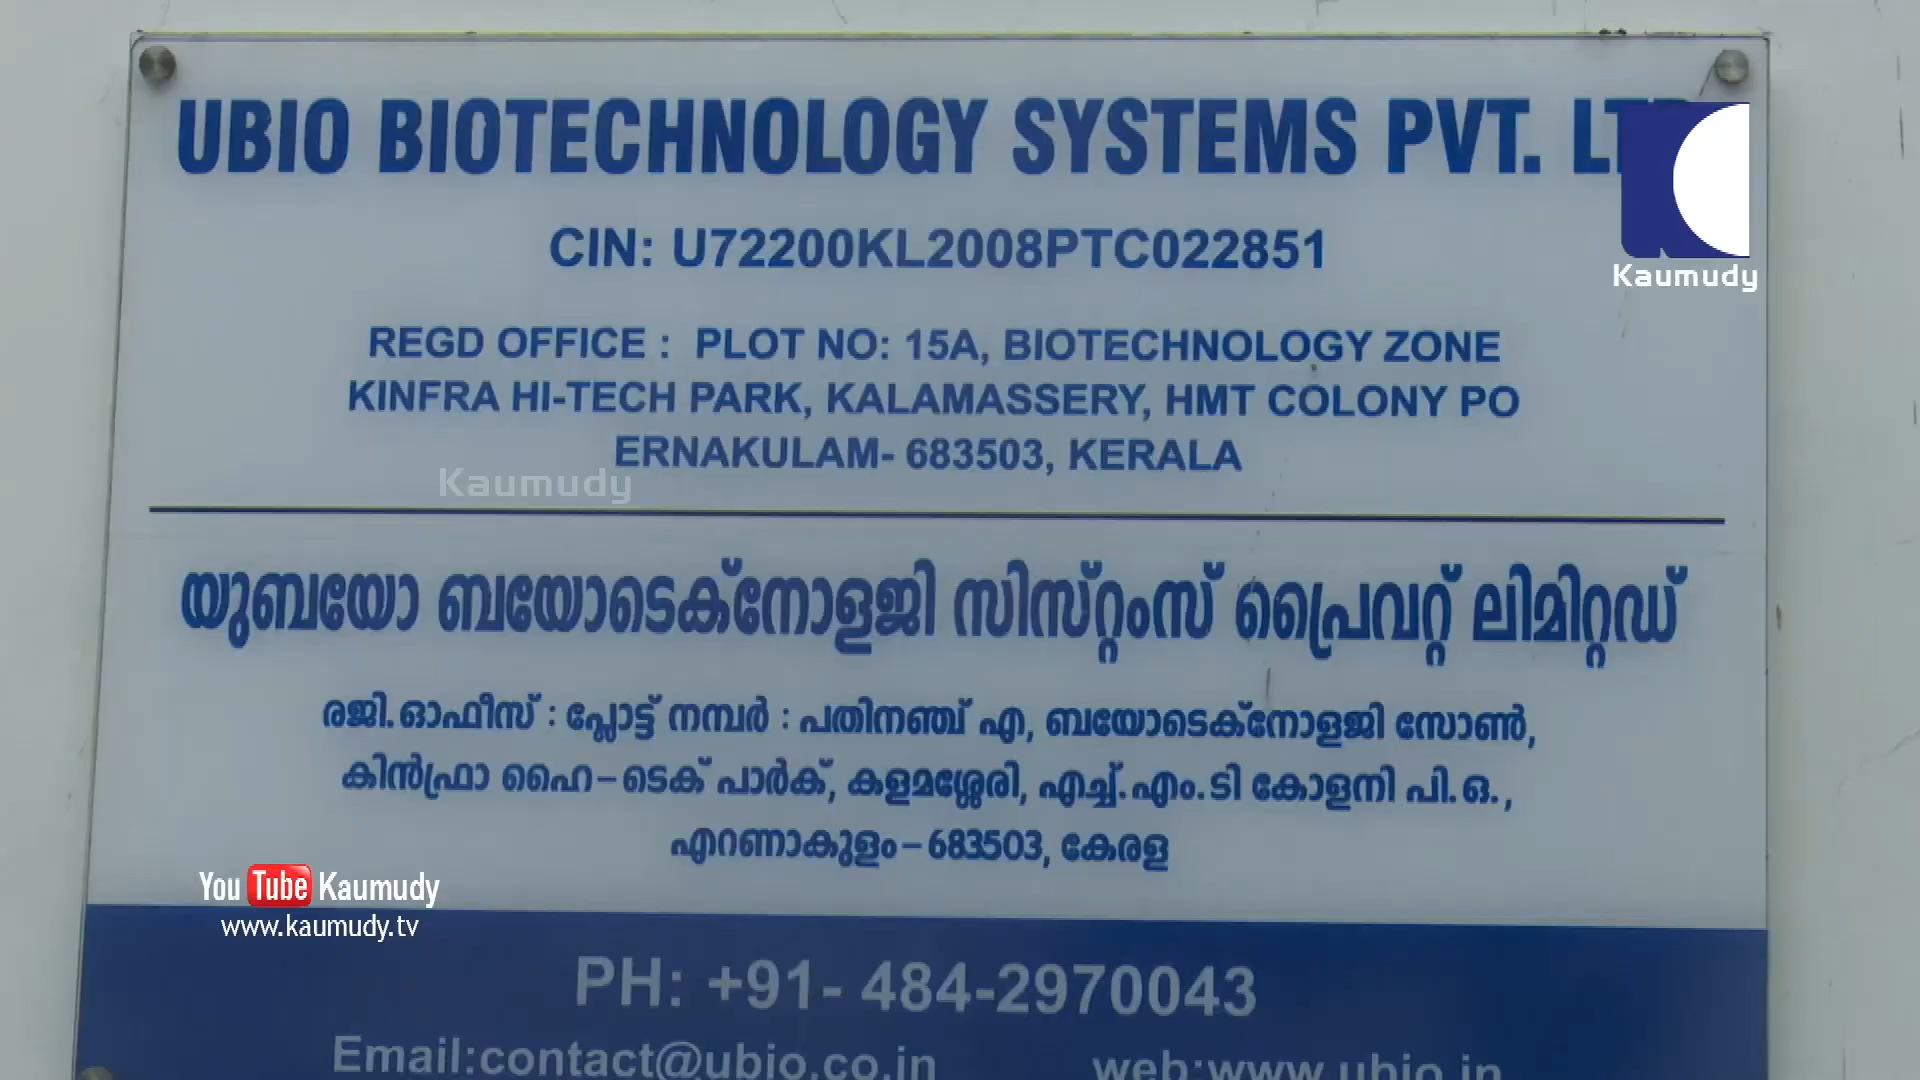 UBIO BIOTECHNOLOGY SYSTEMS PVT. LTD
CIN: U72200KL2008PTC022851
Kaumudy
REGD OFFICE : PLOT NO: 15A, BIOTECHNOLOGY ZONE
KINFRA HI-TECH PARK, KALAMASSERY, HMT COLONY PO
ERNAKULAM- 683503, KERALA
Kaumudy
യുബയോ ബയോടെക്നോളജി സിസ്റ്റംസ് പ്രൈവറ്റ് ലിമിറ്റഡ്
രജി.ഓഫീസ് : പ്ലോട്ട് നമ്പർ : പതിനഞ്ച് എ, ബയോടെക്നോളജി സോൺ,
കിൻഫ്രാ ഹൈ-ടെക് പാർക്, കളമശ്ശേരി, എച്ച്.എം.ടി കോളനി പി.ഒ.,
എറണാകുളം-683503, കേരള
You Tube Kaumudy
www.kaumudy.tv
PH: +91- 484-2970043
Email:contact@ubio.co.in web:www.ubio.in